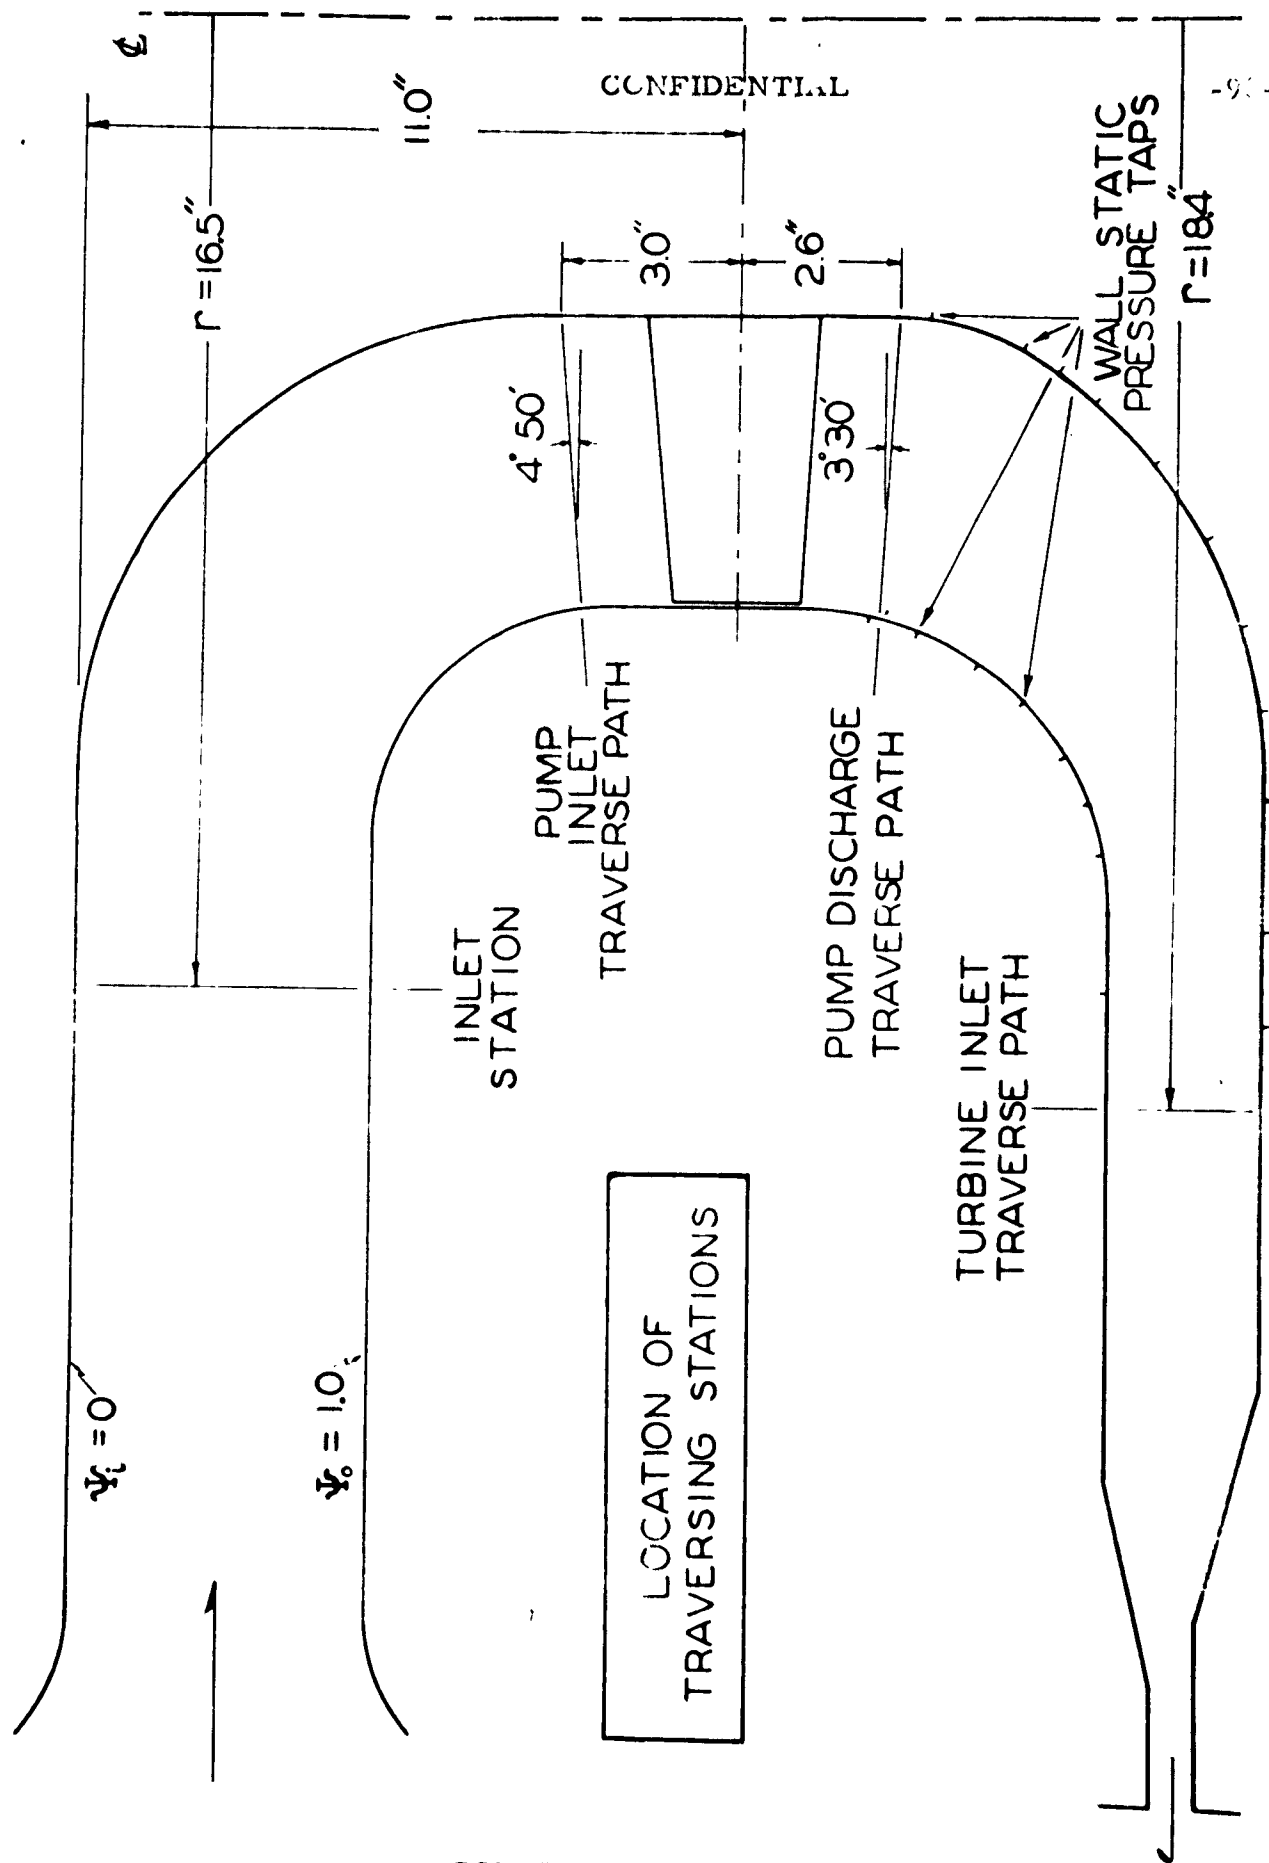 CONFIDENTIAL
℄
11.0"
r=16.5"
3.0"
2.6"
WALL STATIC
PRESSURE TAPS
r=18.4"
4° 50'
3° 30'
PUMP
INLET
TRAVERSE PATH
PUMP DISCHARGE
TRAVERSE PATH
INLET
STATION
TURBINE INLET
TRAVERSE PATH
Ψi = 0
Ψo = 1.0
LOCATION OF
TRAVERSING STATIONS